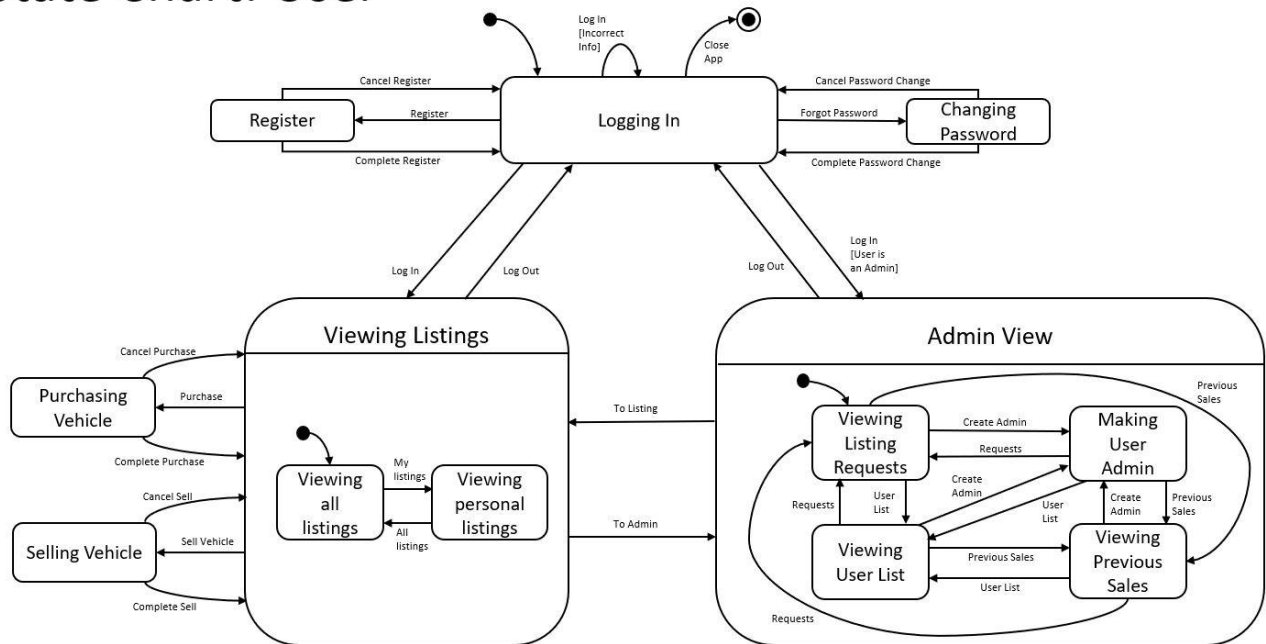 State Chart: User
Log In
[Incorrect
Info]
Close
App
Cancel Register
Cancel Password Change
Register
Register
Logging In
Forgot Password
Changing
Password
Complete Register
Complete Password Change
Log In
Log Out
Log Out
Log In
[User is
an Admin]
Viewing Listings
Admin View
Cancel Purchase
Purchasing
Vehicle
Purchase
Complete Purchase
Cancel Sell
Selling Vehicle
Sell Vehicle
Complete Sell
Viewing
all
listings
My
listings
All
listings
Viewing
personal
listings
To Listing
To Admin
Previous
Sales
Viewing
Listing
Requests
Create Admin
Requests
Making
User
Admin
Requests
User
List
Create
Admin
User
List
Create
Admin
Previous
Sales
Viewing
User List
Previous Sales
User List
Viewing
Previous
Sales
Requests